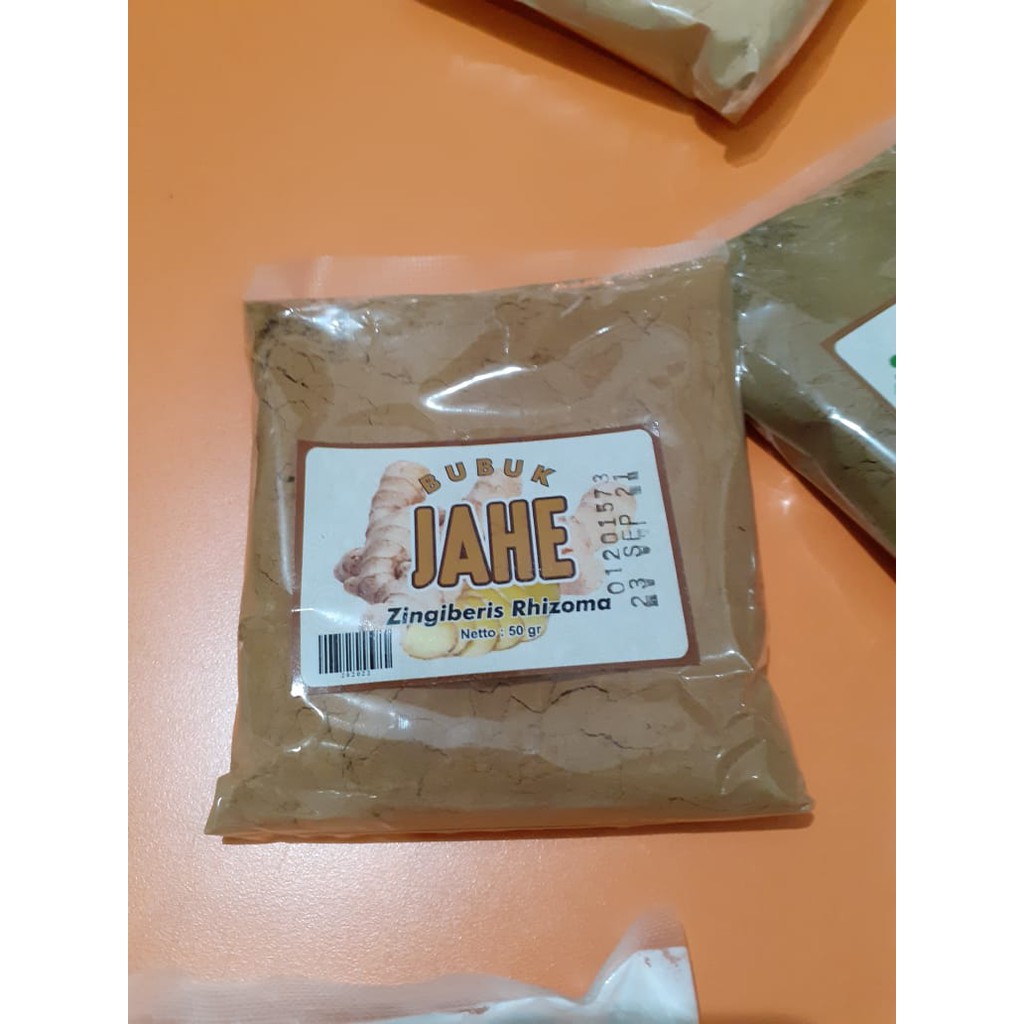 BUBUK
JAHE
Zingiberis Rhizoma
Netto : 50 gr
01201573
23 SEP 21